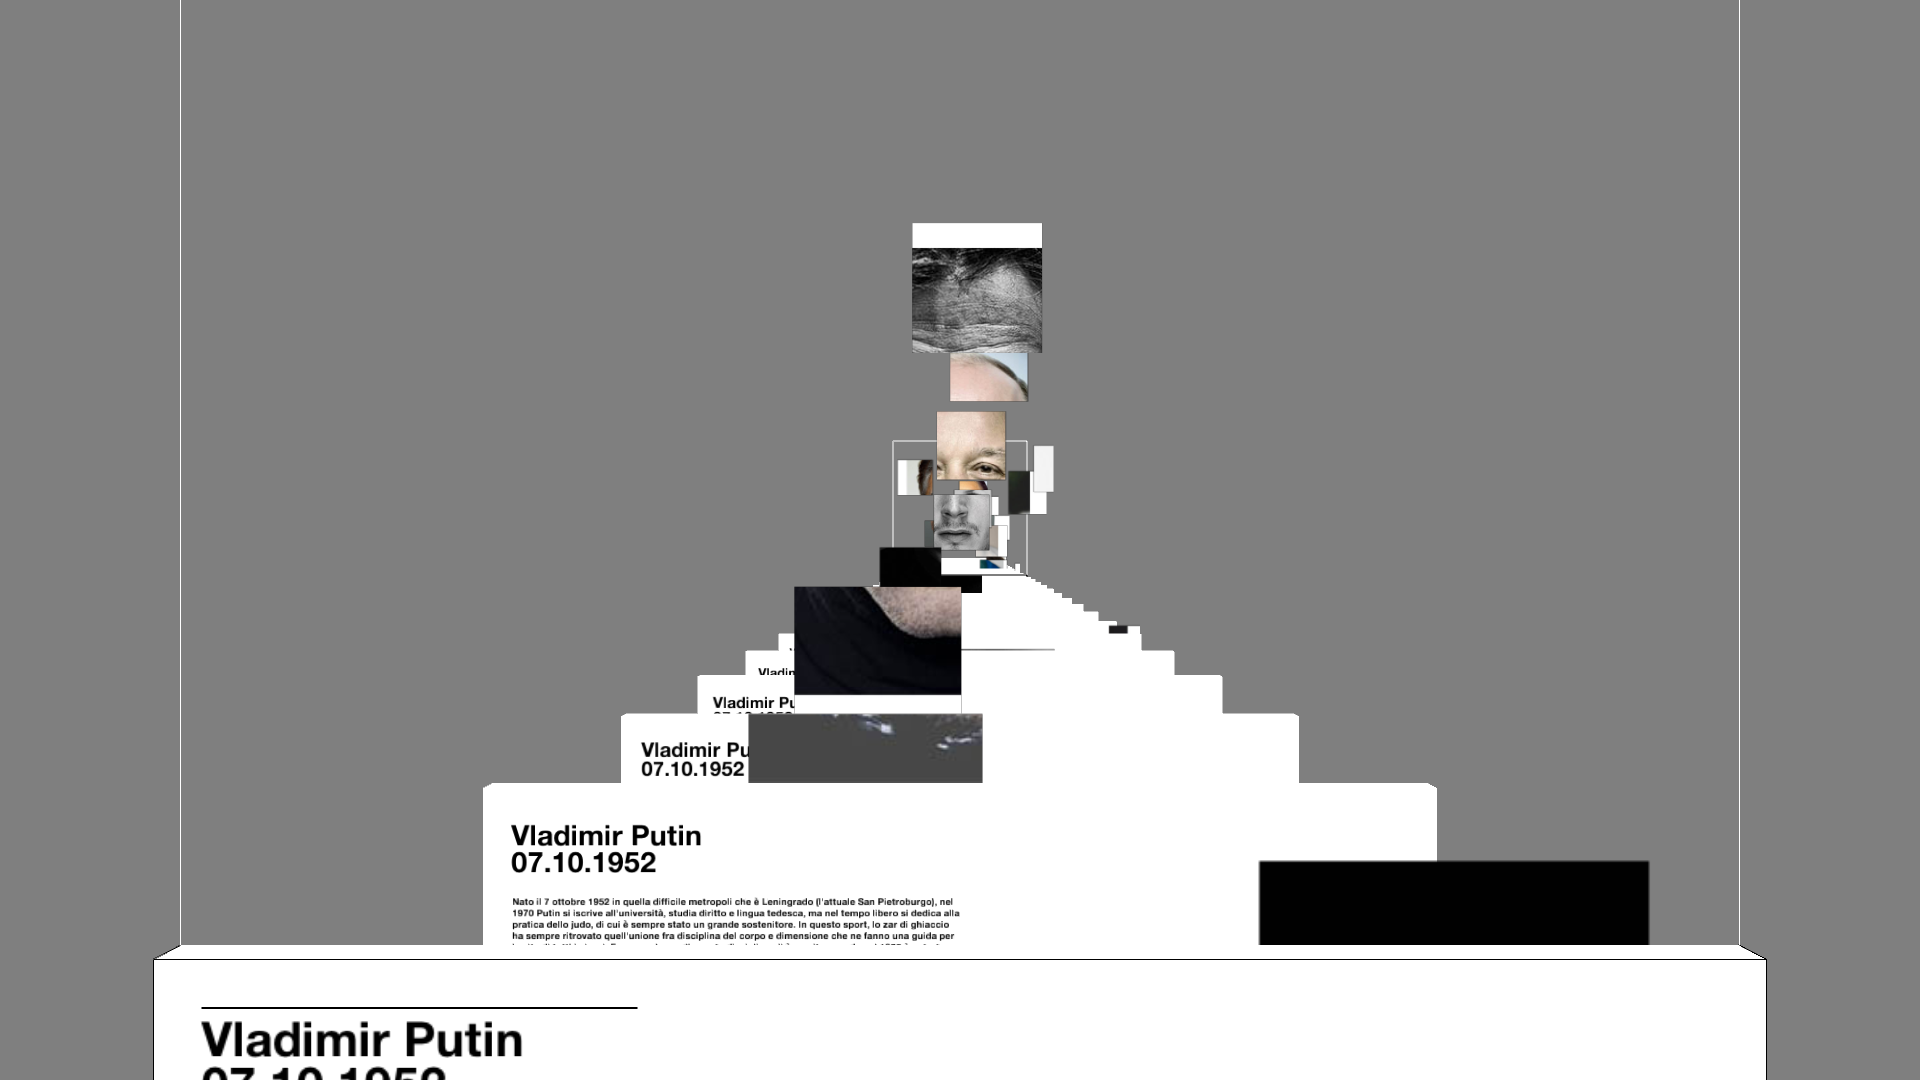 Vladim
Vladimir Pu
Vladimir Pu
07.10.1952
Vladimir Putin
07.10.1952
Nato il 7 ottobre 1952 in quella difficile metropoli che è Leningrado (l'attuale San Pietroburgo), nel
1970 Putin si iscrive all'università, studia diritto e lingua tedesca, ma nel tempo libero si dedica alla
pratica dello judo, di cui è sempre stato un grande sostenitore. In questo sport, lo zar di ghiaccio
ha sempre ritrovato quell'unione fra disciplina del corpo e dimensione che ne fanno una guida per
Vladimir Putin
07.10.1952